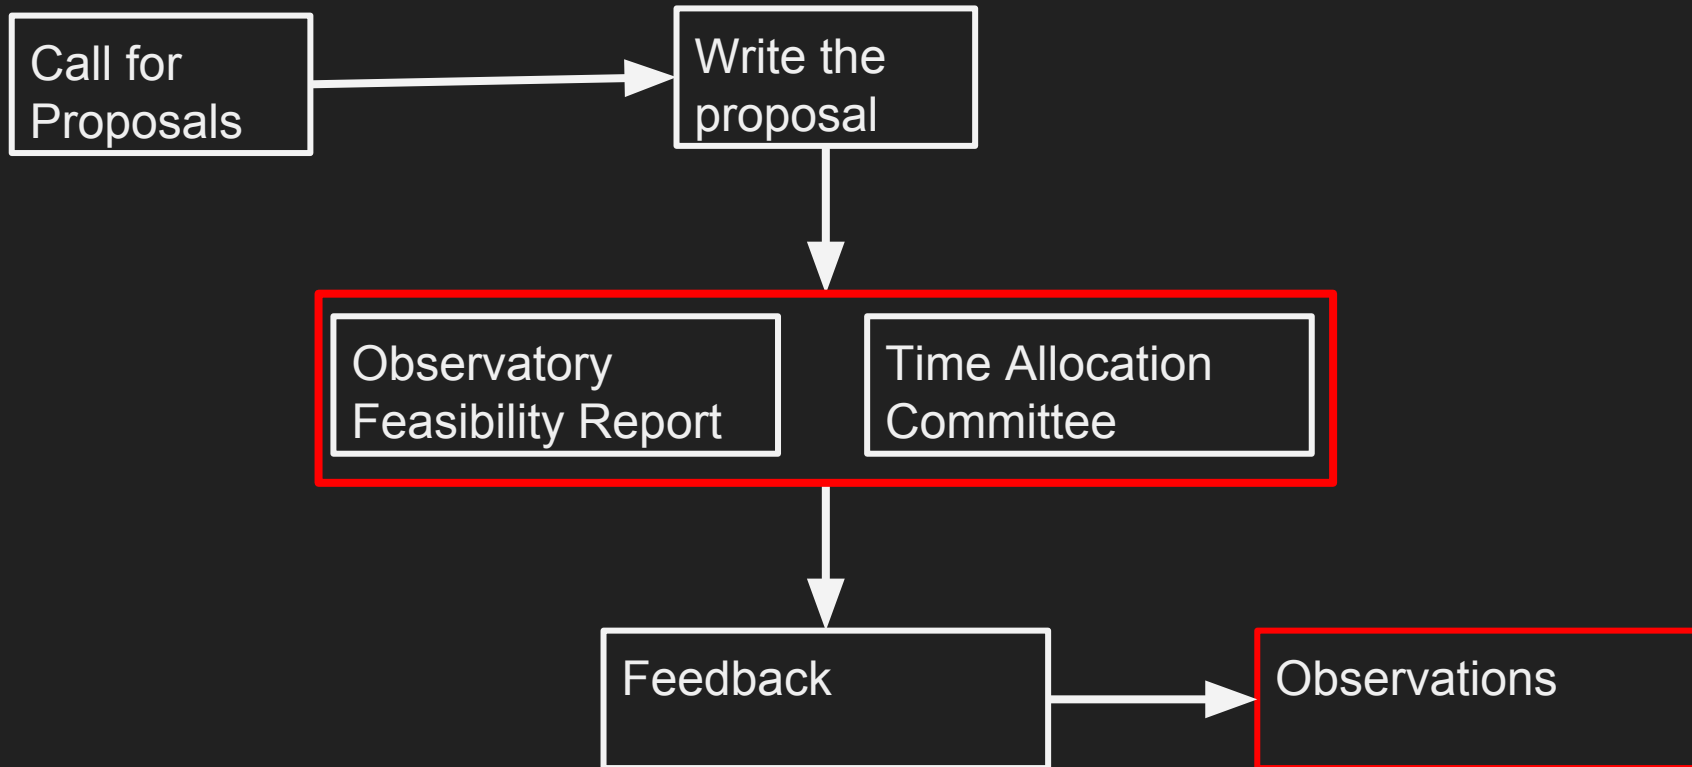 Call for
Proposals
Write the
proposal
Observatory
Feasibility Report
Time Allocation
Committee
Feedback
Observations